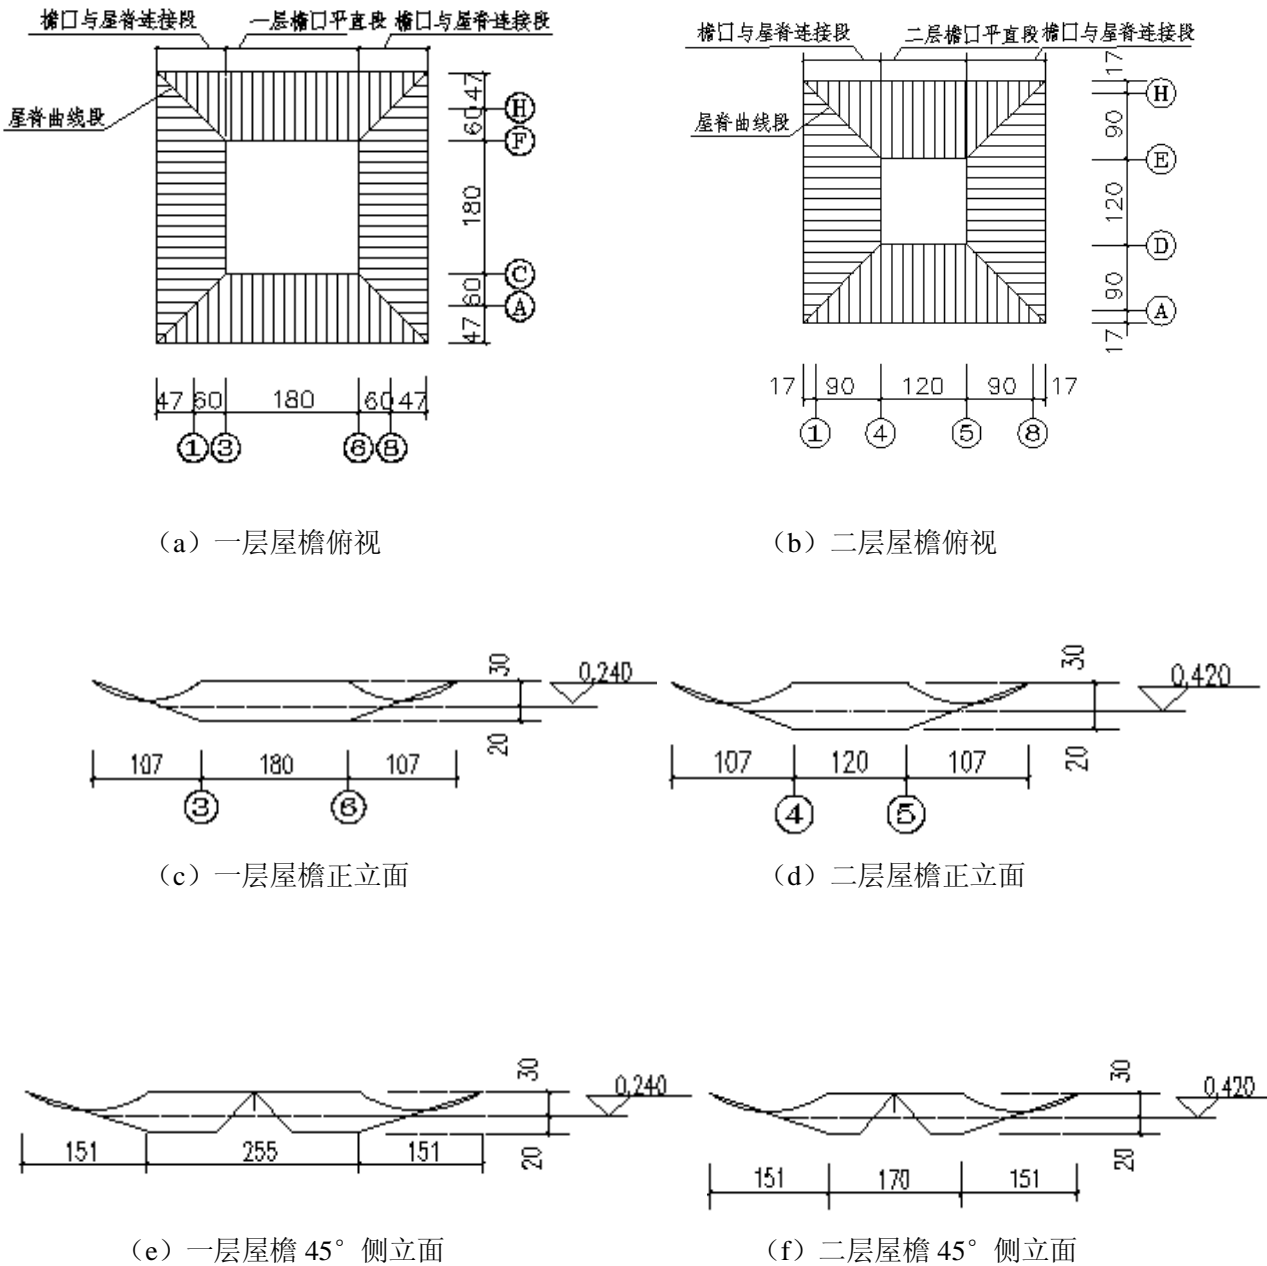 檐口与屋脊连接段 一层檐口平直段 檐口与屋脊连接段
屋脊曲线段
47
60
180
60
47
H
F
C
A
47 60 180 60 47
1 3 6 8
(a)一层屋檐俯视
檐口与屋脊连接段 二层檐口平直段 檐口与屋脊连接段
屋脊曲线段
17
90
120
90
17
H
E
D
A
17 90 120 90 17
1 4 5 8
(b)二层屋檐俯视
30
0,240
20
107 180 107
3 6
(c)一层屋檐正立面
30
0,420
20
107 120 107
4 5
(d)二层屋檐正立面
30
0,240
20
151 255 151
(e)一层屋檐 45°侧立面
30
0,420
20
151 170 151
(f)二层屋檐 45°侧立面